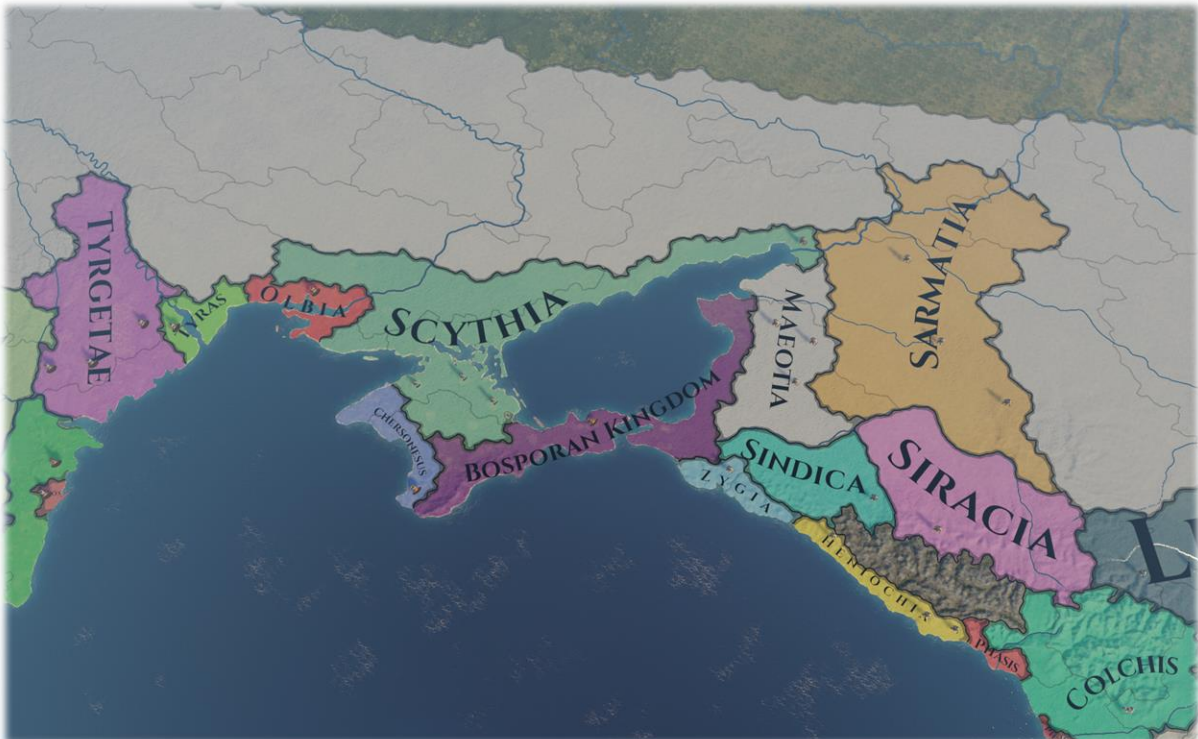 TYRGETAE
TYRAS
OLBIA
SCYTHIA
CHERSONESUS
BOSPORAN KINGDOM
MAEOTIA
SARMATIA
SINDICA
ZYGIA
SIRACIA
HENIOCHIA
PHASIS
COLCHIS